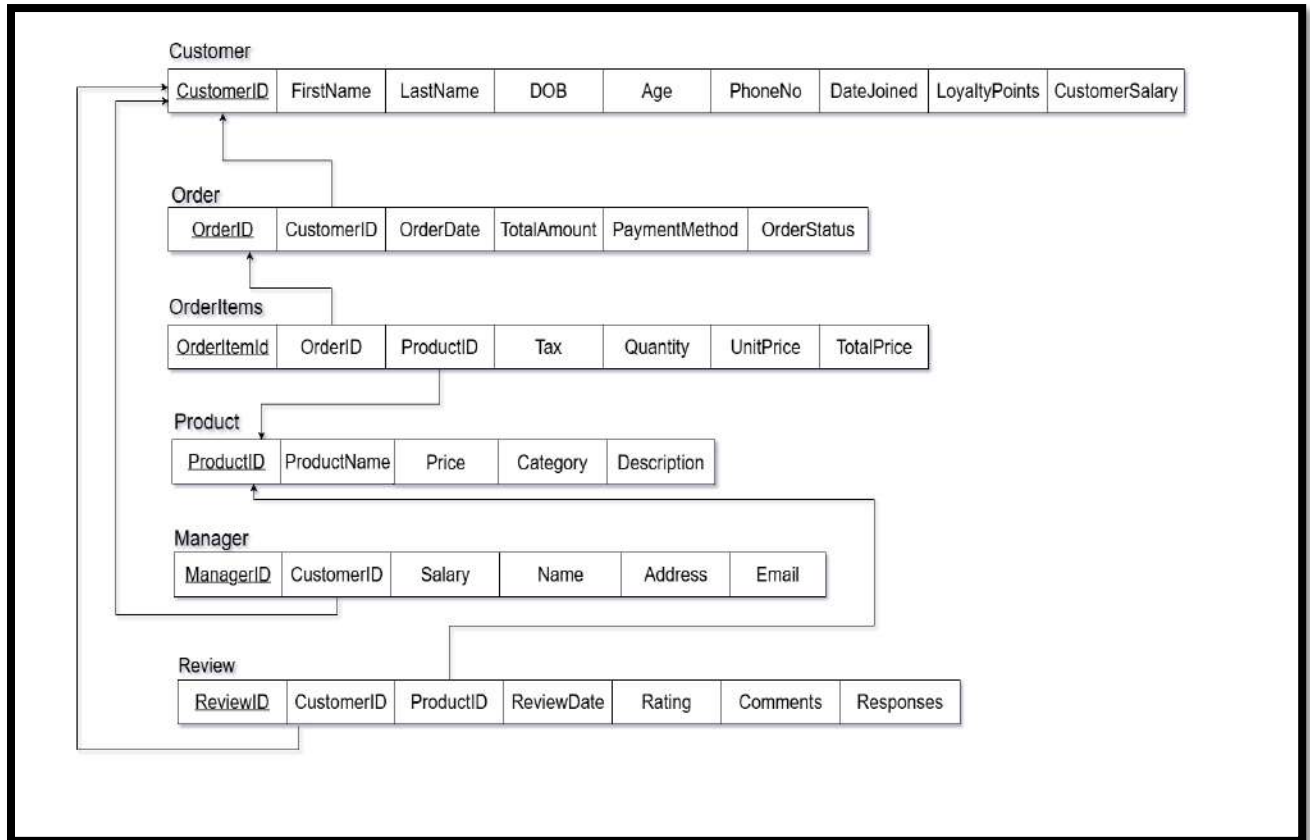 Customer
CustomerID FirstName LastName DOB Age PhoneNo DateJoined LoyaltyPoints CustomerSalary
Order
OrderID CustomerID OrderDate TotalAmount PaymentMethod OrderStatus
OrderItems
OrderItemId OrderID ProductID Tax Quantity UnitPrice TotalPrice
Product
ProductID ProductName Price Category Description
Manager
ManagerID CustomerID Salary Name Address Email
Review
ReviewID CustomerID ProductID ReviewDate Rating Comments Responses